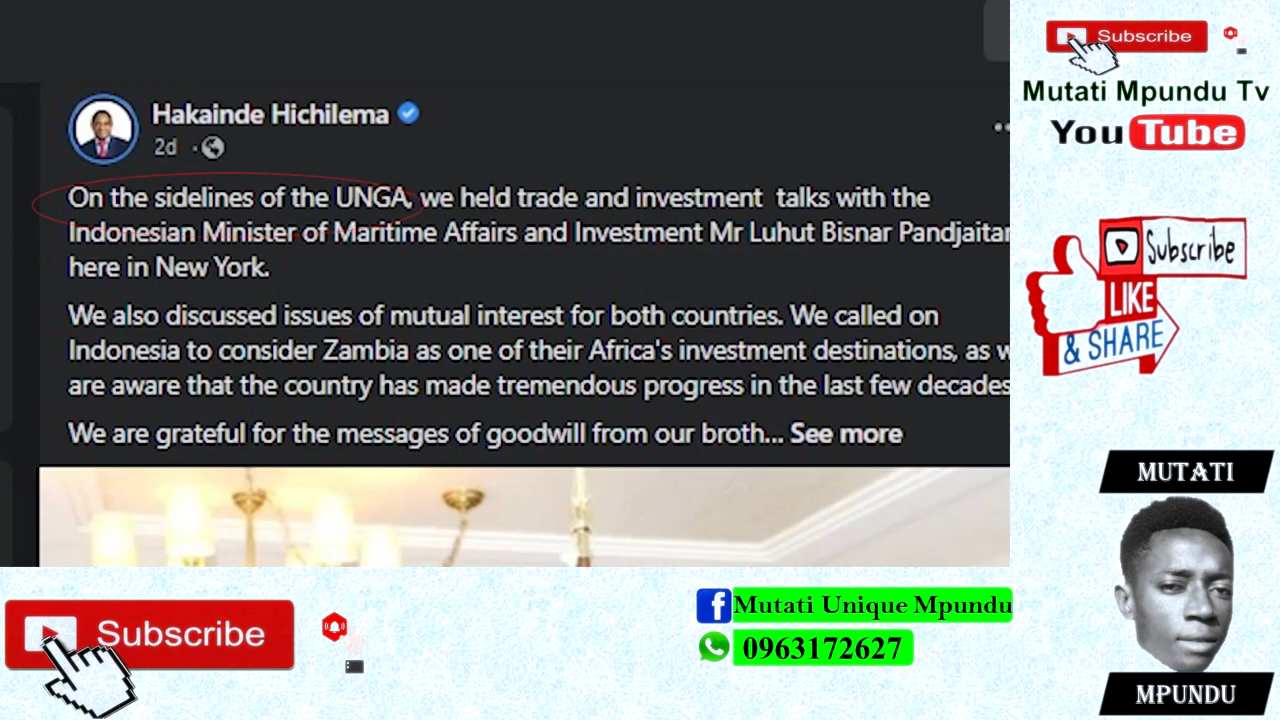 Hakainde Hichilema
2d
On the sidelines of the UNGA, we held trade and investment talks with the
Indonesian Minister of Maritime Affairs and Investment Mr Luhut Bisnar Pandjaitan
here in New York.
We also discussed issues of mutual interest for both countries. We called on
Indonesia to consider Zambia as one of their Africa's investment destinations, as w
are aware that the country has made tremendous progress in the last few decades
We are grateful for the messages of goodwill from our broth... See more
Subscribe
Mutati Mpundu Tv
YouTube
Subscribe
LIKE
& SHARE
MUTATI
MPUNDU
Subscribe
f Mutati Unique Mpundu
0963172627